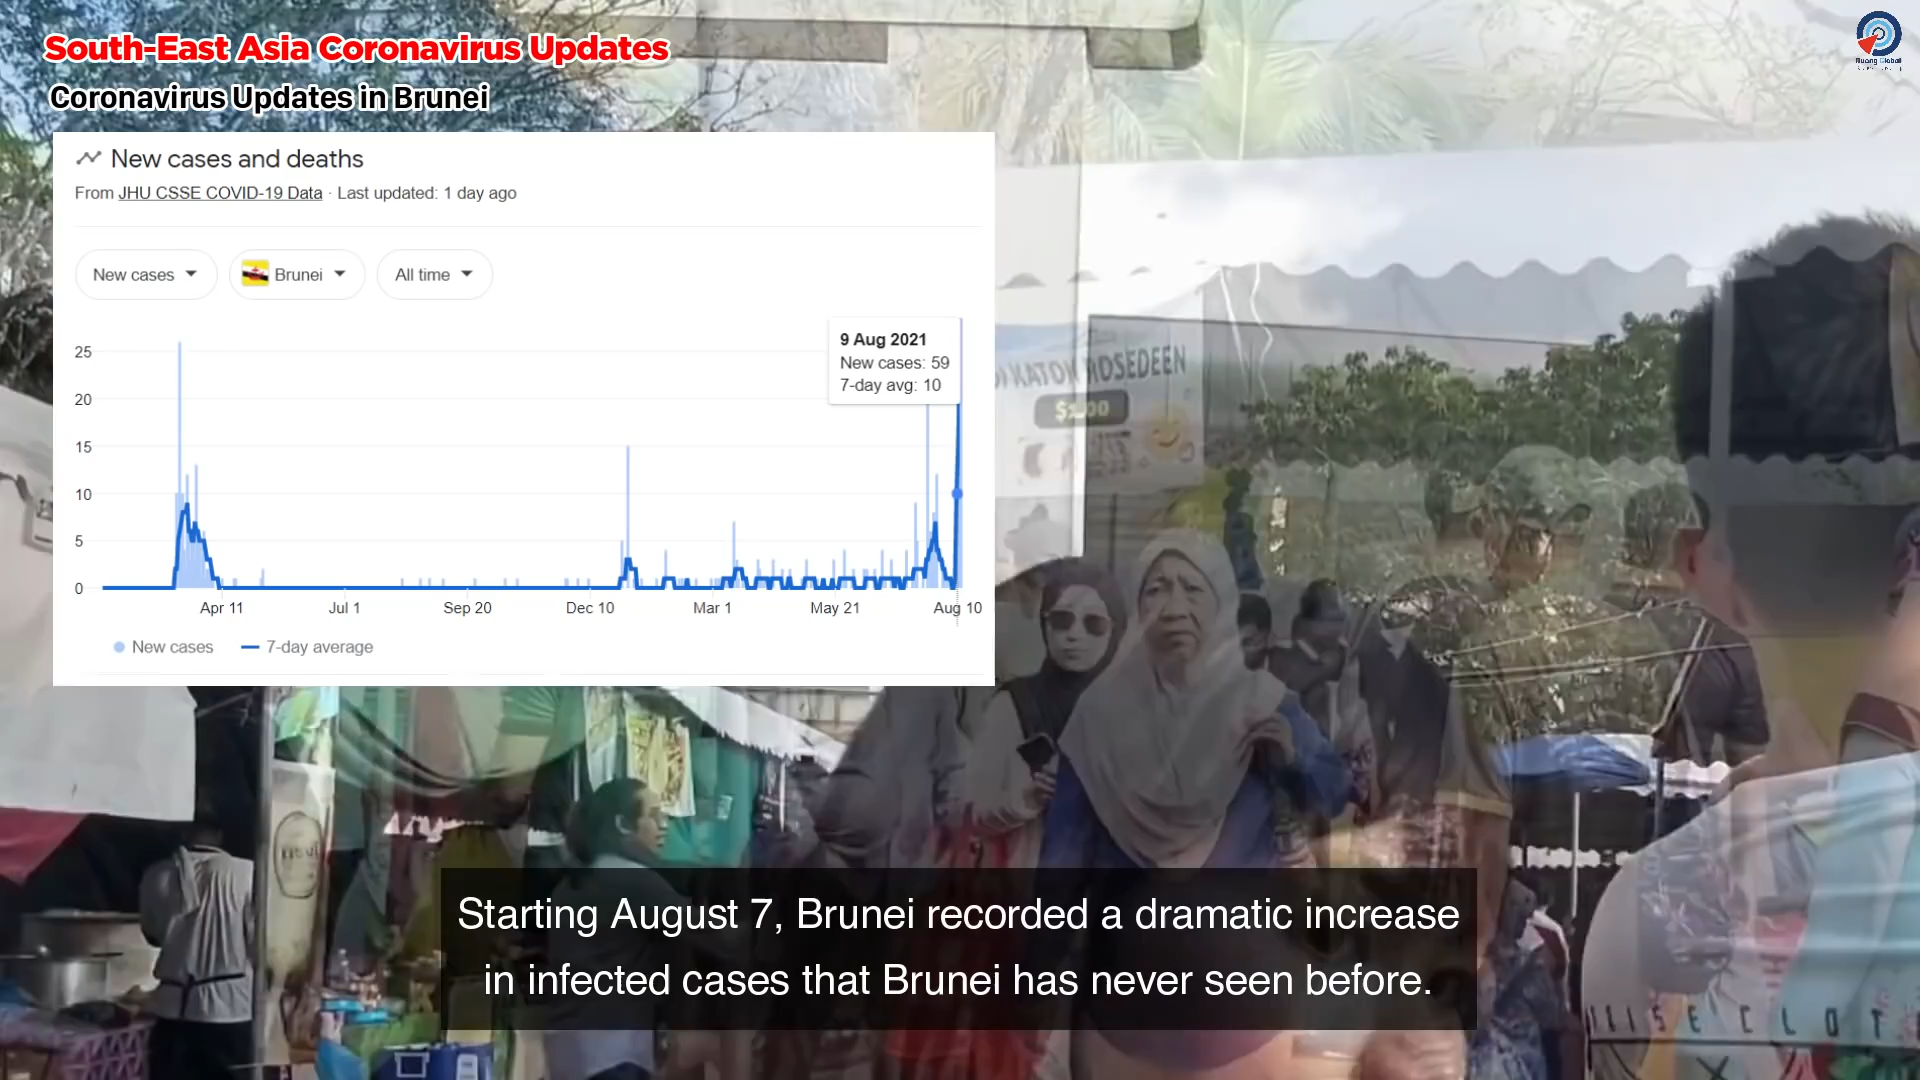 South-East Asia Coronavirus Updates
Coronavirus Updates in Brunei
New cases and deaths
From JHU CSSE COVID-19 Data · Last updated: 1 day ago
New cases
Brunei
All time
9 Aug 2021
New cases: 59
7-day avg: 10
25
20
15
10
5
0
Apr 11
Jul 1
Sep 20
Dec 10
Mar 1
May 21
Aug 10
New cases
7-day average
Ruang Global
KATOK ROSEDEEN
Starting August 7, Brunei recorded a dramatic increase
in infected cases that Brunei has never seen before.